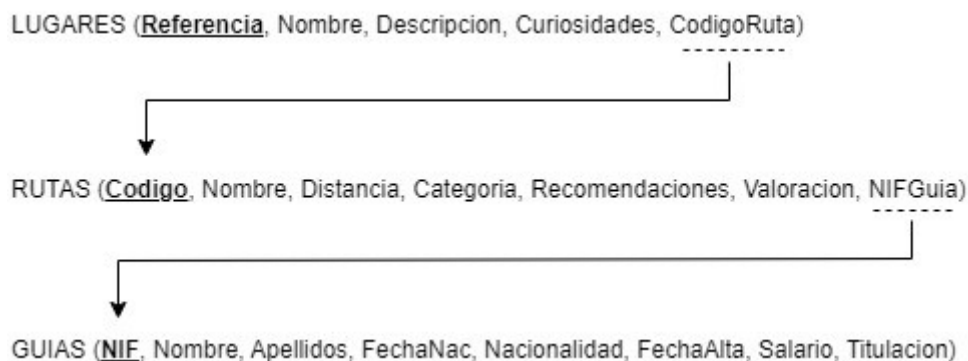 LUGARES (Referencia, Nombre, Descripcion, Curiosidades, CodigoRuta)
RUTAS (Codigo, Nombre, Distancia, Categoria, Recomendaciones, Valoracion, NIFGuia)
GUIAS (NIF, Nombre, Apellidos, FechaNac, Nacionalidad, FechaAlta, Salario, Titulacion)